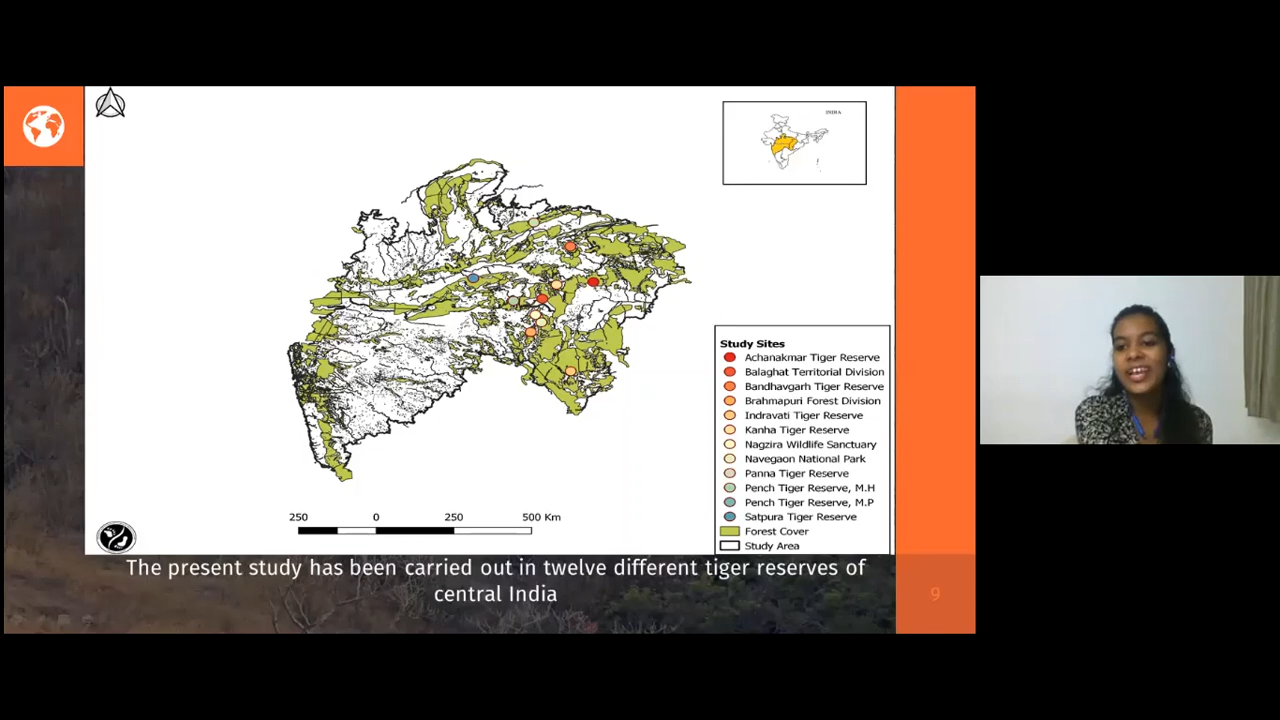 INDIA
Study Sites
Achanakmar Tiger Reserve
Balaghat Territorial Division
Bandhavgarh Tiger Reserve
Brahmapuri Forest Division
Indravati Tiger Reserve
Kanha Tiger Reserve
Nagzira Wildlife Sanctuary
Navegaon National Park
Panna Tiger Reserve
Pench Tiger Reserve, M.H
Pench Tiger Reserve, M.P
Satpura Tiger Reserve
Forest Cover
Study Area
250 0 250 500 Km
The present study has been carried out in twelve different tiger reserves of
central India
9